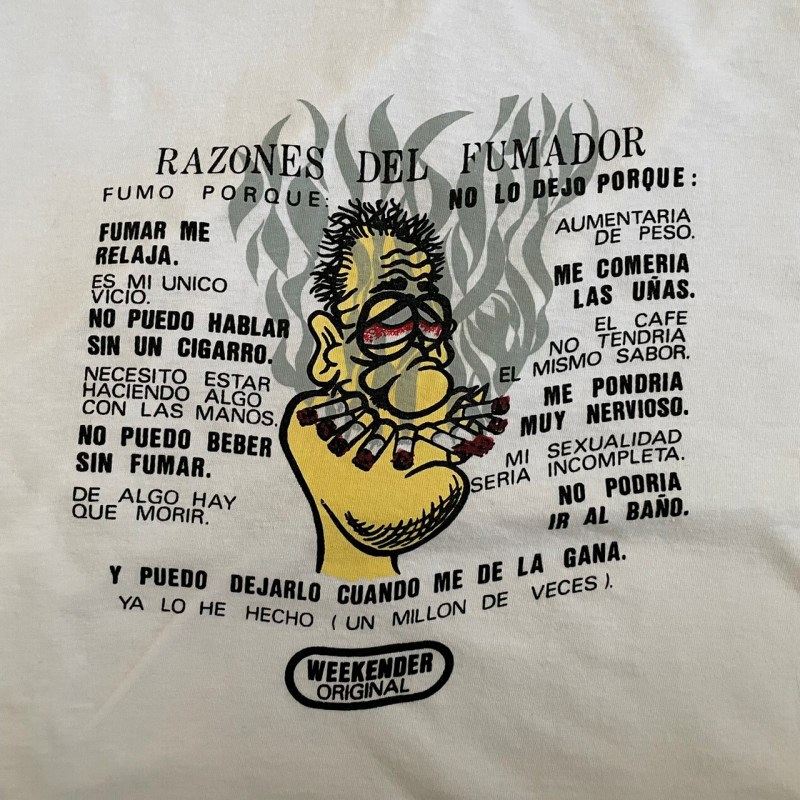 RAZONES DEL FUMADOR
FUMO PORQUE:
FUMAR ME
RELAJA.
ES MI UNICO
VICIO.
NO PUEDO HABLAR
SIN UN CIGARRO.
NECESITO ESTAR
HACIENDO ALGO
CON LAS MANOS.
NO PUEDO BEBER
SIN FUMAR.
DE ALGO HAY
QUE MORIR.
NO LO DEJO PORQUE:
AUMENTARIA
DE PESO.
ME COMERIA
LAS UÑAS.
EL CAFE
NO TENDRIA
EL MISMO SABOR.
ME PONDRIA
MUY NERVIOSO.
MI SEXUALIDAD
SERIA INCOMPLETA.
NO PODRIA
IR AL BAÑO.
Y PUEDO DEJARLO CUANDO ME DE LA GANA.
YA LO HE HECHO (UN MILLON DE VECES).
WEEKENDER
ORIGINAL